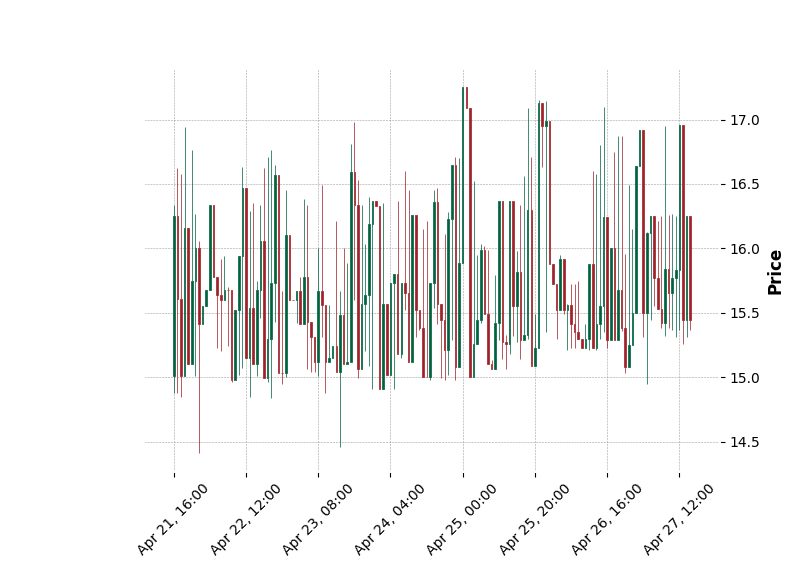 17.0
16.5
16.0
15.5
15.0
14.5
Price
Apr 21, 16:00
Apr 22, 12:00
Apr 23, 08:00
Apr 24, 04:00
Apr 25, 00:00
Apr 25, 20:00
Apr 26, 16:00
Apr 27, 12:00